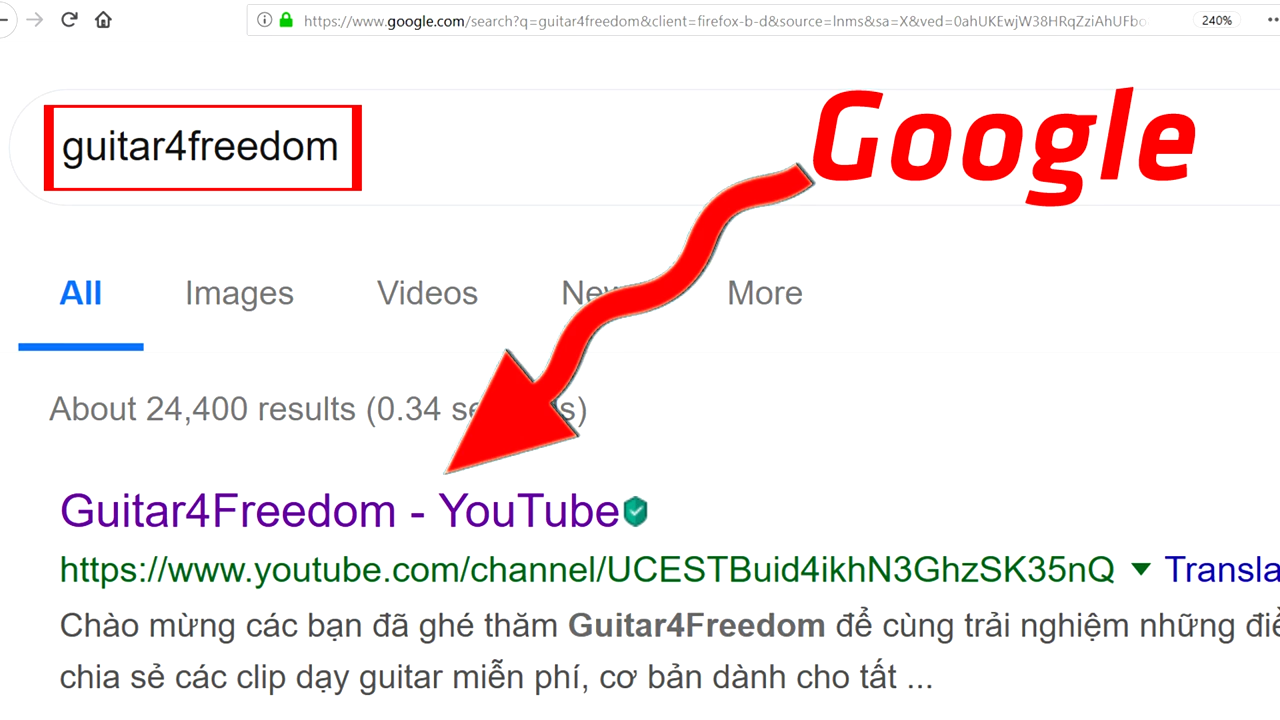 https://www.google.com/search?q=guitar4freedom&client=firefox-b-d&source=lnms&sa=X&ved=0ahUKEwjW38HRqZziAhUFbo
240%
guitar4freedom
Google
All Images Videos More
About 24,400 results (0.34
Guitar4Freedom - YouTube
https://www.youtube.com/channel/UCESTBuid4ikhN3GhzSK35nQ Transla
Chào mừng các bạn đã ghé thăm Guitar4Freedom để cùng trải nghiệm những điề
chia sẻ các clip dạy guitar miễn phí, cơ bản dành cho tất ...